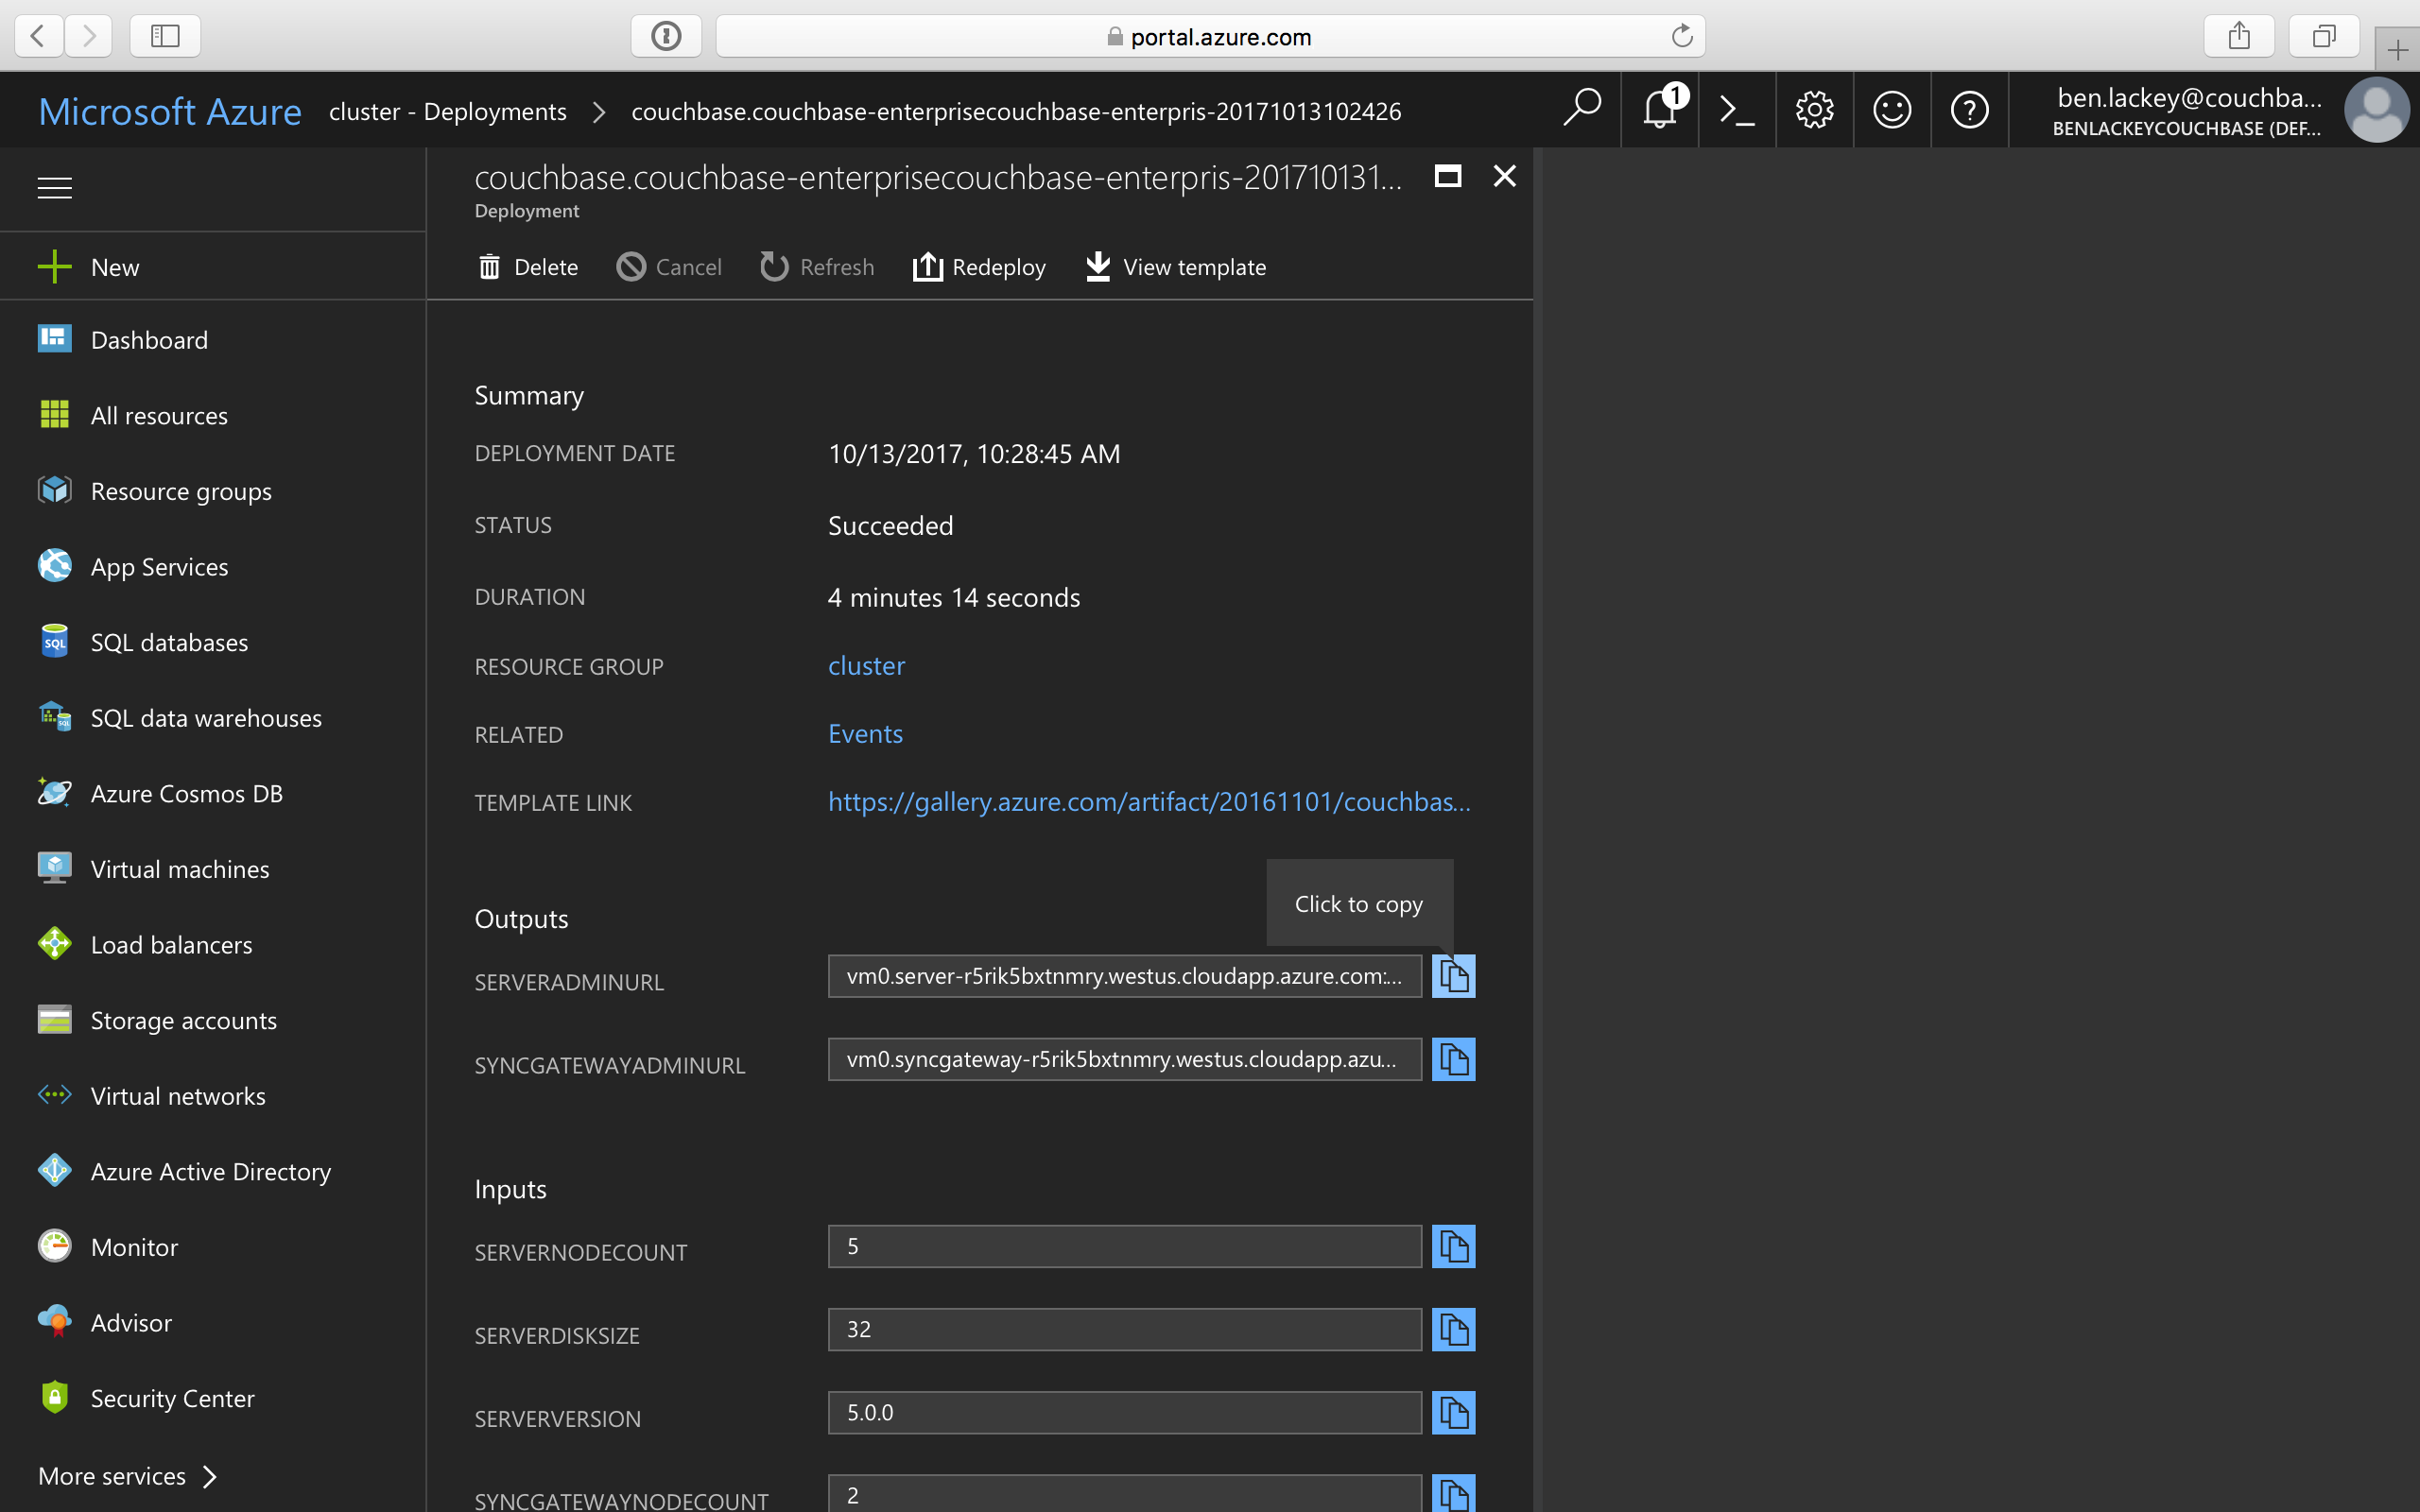 portal.azure.com
Microsoft Azure
cluster - Deployments
couchbase.couchbase-enterprisecouchbase-enterpris-20171013102426
1
ben.lackey@couchba...
BENLACKEYCOUCHBASE (DEF...
New
Dashboard
All resources
Resource groups
App Services
SQL databases
SQL
SQL data warehouses
Azure Cosmos DB
Virtual machines
Load balancers
Storage accounts
Virtual networks
Azure Active Directory
Monitor
Advisor
Security Center
More services
couchbase.couchbase-enterprisecouchbase-enterpris-201710131...
Deployment
Delete
Cancel
Refresh
Redeploy
View template
Summary
DEPLOYMENT DATE 10/13/2017, 10:28:45 AM
STATUS Succeeded
DURATION 4 minutes 14 seconds
RESOURCE GROUP cluster
RELATED Events
TEMPLATE LINK https://gallery.azure.com/artifact/20161101/couchbas...
Click to copy
Outputs
SERVERADMINURL vm0.server-r5rik5bxtnmry.westus.cloudapp.azure.com:...
SYNCGATEWAYADMINURL vm0.syncgateway-r5rik5bxtnmry.westus.cloudapp.azu...
Inputs
SERVERNODECOUNT 5
SERVERDISKSIZE 32
SERVERVERSION 5.0.0
SYNCGATEWAYNODECOUNT 2